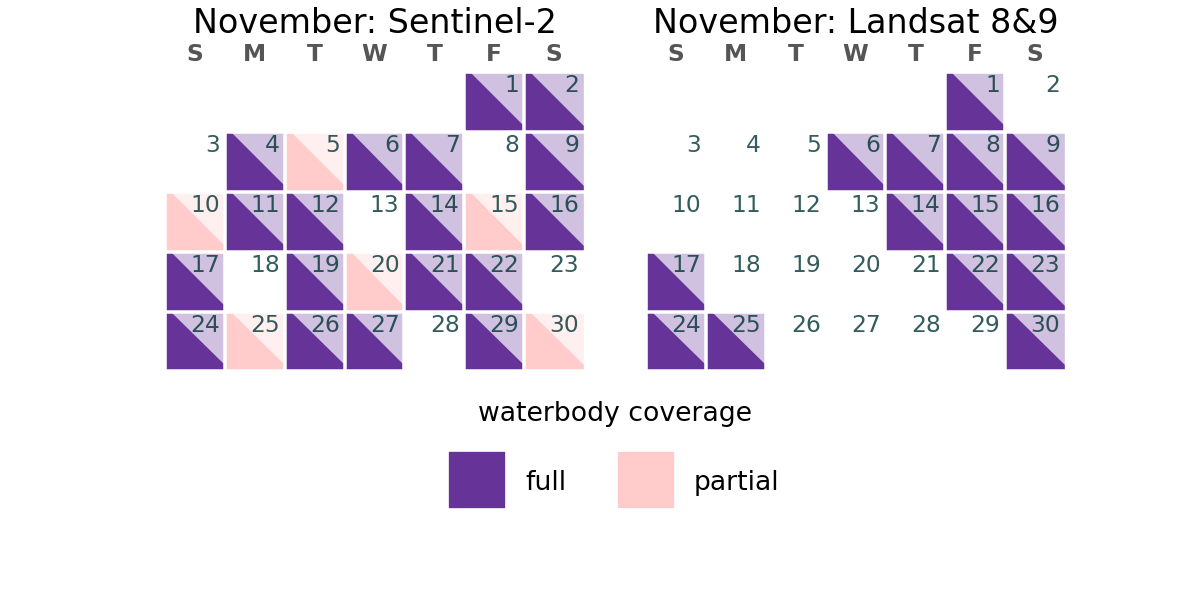 November: Sentinel-2
S M T W T F S
1 2
3 4 5 6 7 8 9
10 11 12 13 14 15 16
17 18 19 20 21 22 23
24 25 26 27 28 29 30
November: Landsat 8&9
S M T W T F S
1 2
3 4 5 6 7 8 9
10 11 12 13 14 15 16
17 18 19 20 21 22 23
24 25 26 27 28 29 30
waterbody coverage
full
partial